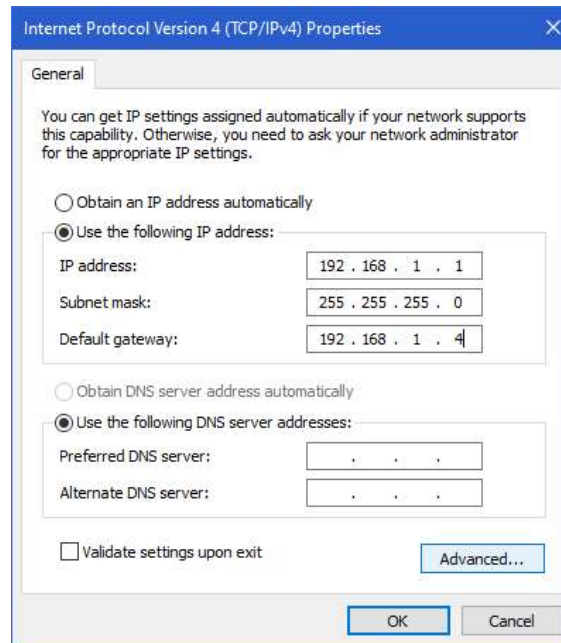 Internet Protocol Version 4 (TCP/IPv4) Properties
General
You can get IP settings assigned automatically if your network supports
this capability. Otherwise, you need to ask your network administrator
for the appropriate IP settings.
Obtain an IP address automatically
Use the following IP address:
IP address: 192 . 168 . 1 . 1
Subnet mask: 255 . 255 . 255 . 0
Default gateway: 192 . 168 . 1 . 4
Obtain DNS server address automatically
Use the following DNS server addresses:
Preferred DNS server: . . .
Alternate DNS server: . . .
Validate settings upon exit
Advanced...
OK Cancel